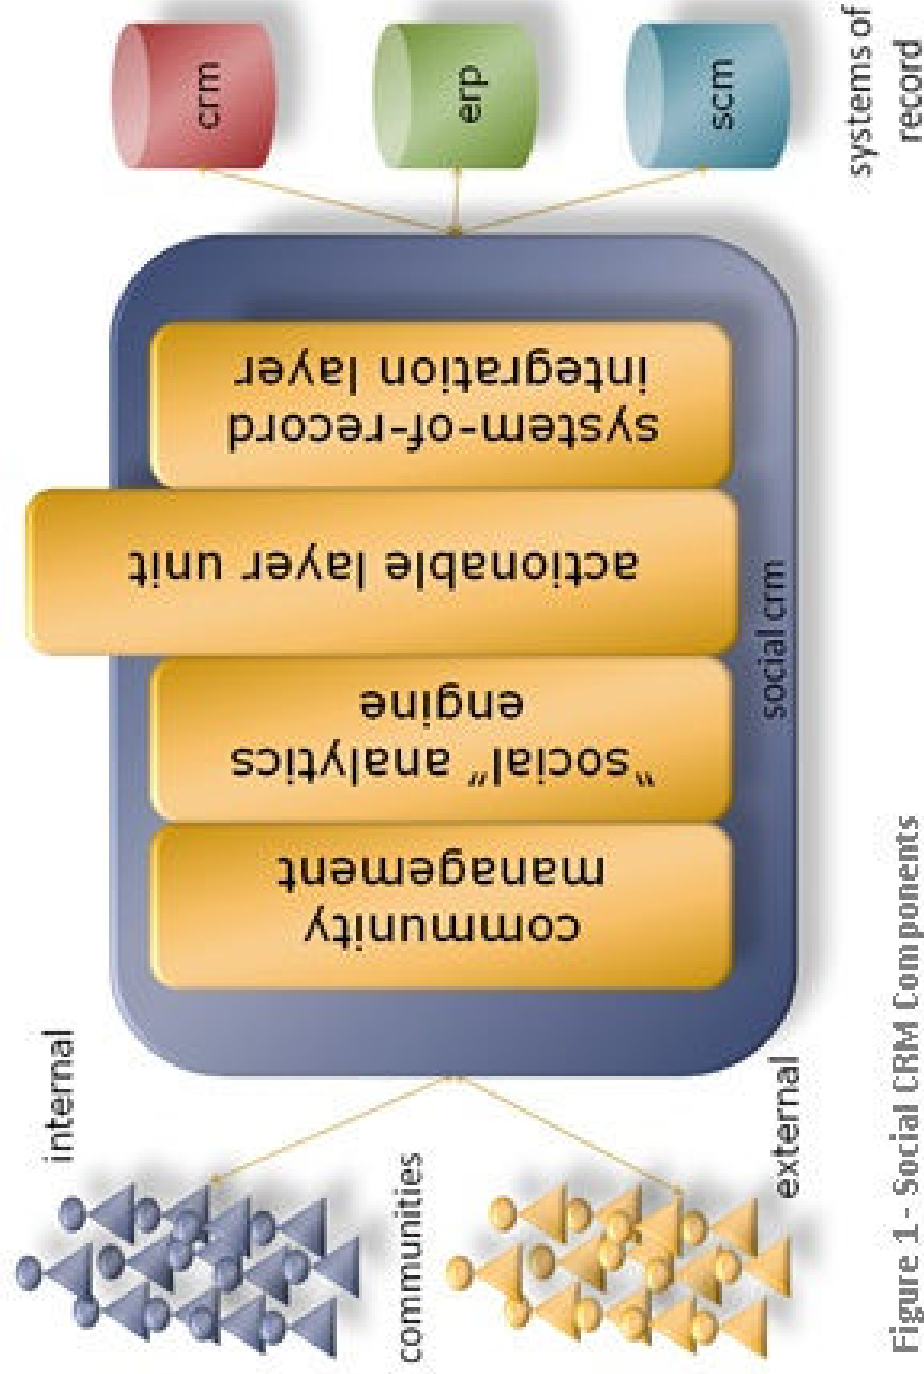 internal
communities
external
community
management
"social" analytics
engine
actionable layer unit
system-of-record
integration layer
social crm
crm
erp
scm
systems of
record
Figure 1 - Social CRM Components